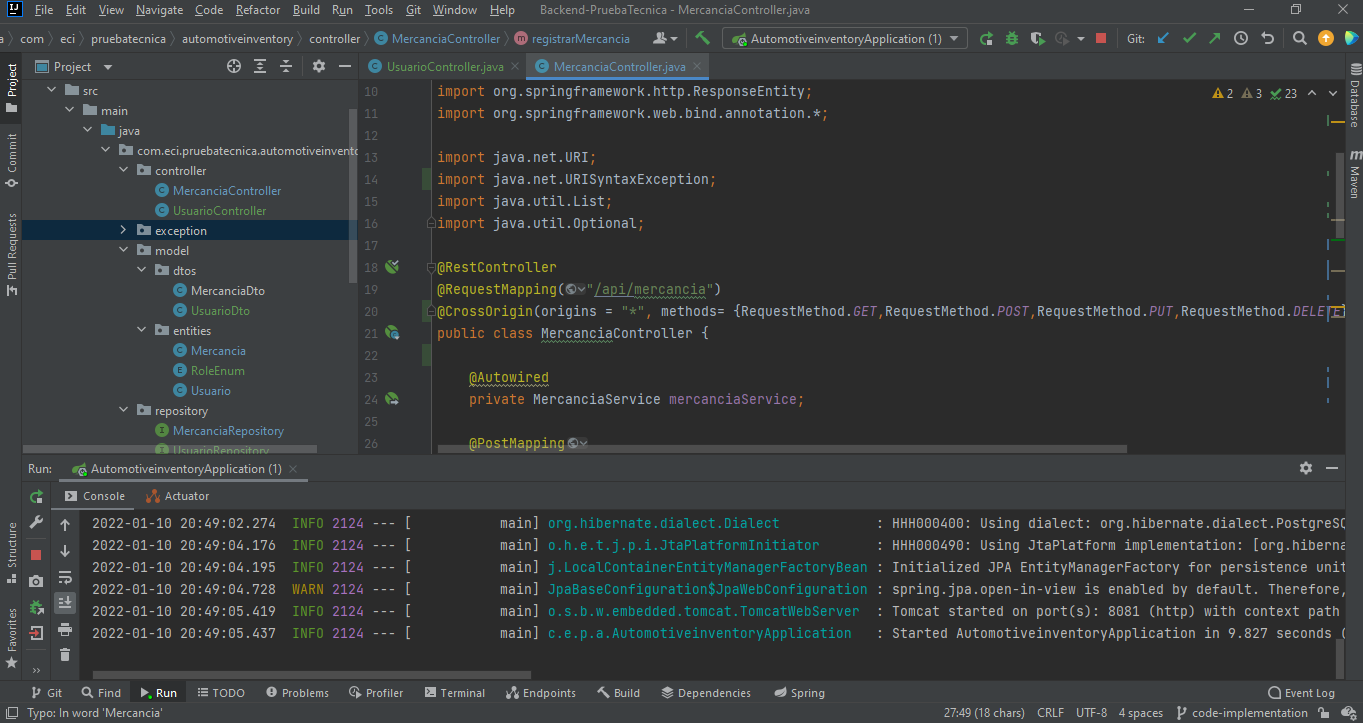 File Edit View Navigate Code Refactor Build Run Tools Git Window Help Backend-PruebaTecnica - MercanciaController.java
a com eci pruebatecnica automotiveinventory controller MercanciaController registrarMercancia AutomotiveinventoryApplication (1) Git:
Project
UsuarioController.java MercanciaController.java
src
main
java
com.eci.pruebatecnica.automotiveinvento
controller
MercanciaController
UsuarioController
exception
model
dtos
MercanciaDto
UsuarioDto
entities
Mercancia
RoleEnum
Usuario
repository
MercanciaRepository
UsuarioRepository
2 3 23
10 import org.springframework.http.ResponseEntity;
11 import org.springframework.web.bind.annotation.*;
12
13 import java.net.URI;
14 import java.net.URISyntaxException;
15 import java.util.List;
16 import java.util.Optional;
17
18 @RestController
19 @RequestMapping("/api/mercancia")
20 @CrossOrigin(origins = "*", methods= {RequestMethod.GET,RequestMethod.POST,RequestMethod.PUT,RequestMethod.DELETE}
21 public class MercanciaController {
22
23 @Autowired
24 private MercanciaService mercanciaService;
25
26 @PostMapping
Project
Commit
Pull Requests
Structure
Favorites
Database
Maven
Run: AutomotiveinventoryApplication (1)
Console Actuator
2022-01-10 20:49:02.274 INFO 2124 --- [ main] org.hibernate.dialect.Dialect : HHH000400: Using dialect: org.hibernate.dialect.PostgreSQ
2022-01-10 20:49:04.176 INFO 2124 --- [ main] o.h.e.t.j.p.i.JtaPlatformInitiator : HHH000490: Using JtaPlatform implementation: [org.hiberna
2022-01-10 20:49:04.195 INFO 2124 --- [ main] j.LocalContainerEntityManagerFactoryBean : Initialized JPA EntityManagerFactory for persistence unit
2022-01-10 20:49:04.728 WARN 2124 --- [ main] JpaBaseConfiguration$JpaWebConfiguration : spring.jpa.open-in-view is enabled by default. Therefore,
2022-01-10 20:49:05.419 INFO 2124 --- [ main] o.s.b.w.embedded.tomcat.TomcatWebServer : Tomcat started on port(s): 8081 (http) with context path
2022-01-10 20:49:05.437 INFO 2124 --- [ main] c.e.p.a.AutomotiveinventoryApplication : Started AutomotiveinventoryApplication in 9.827 seconds (
Git Find Run TODO Problems Profiler Terminal Endpoints Build Dependencies Spring Event Log
Typo: In word 'Mercancia' 27:49 (18 chars) CRLF UTF-8 4 spaces code-implementation